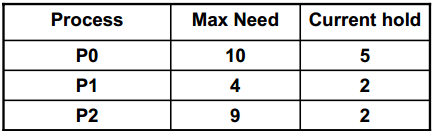 Process Max Need Current hold
P0 10 5
P1 4 2
P2 9 2